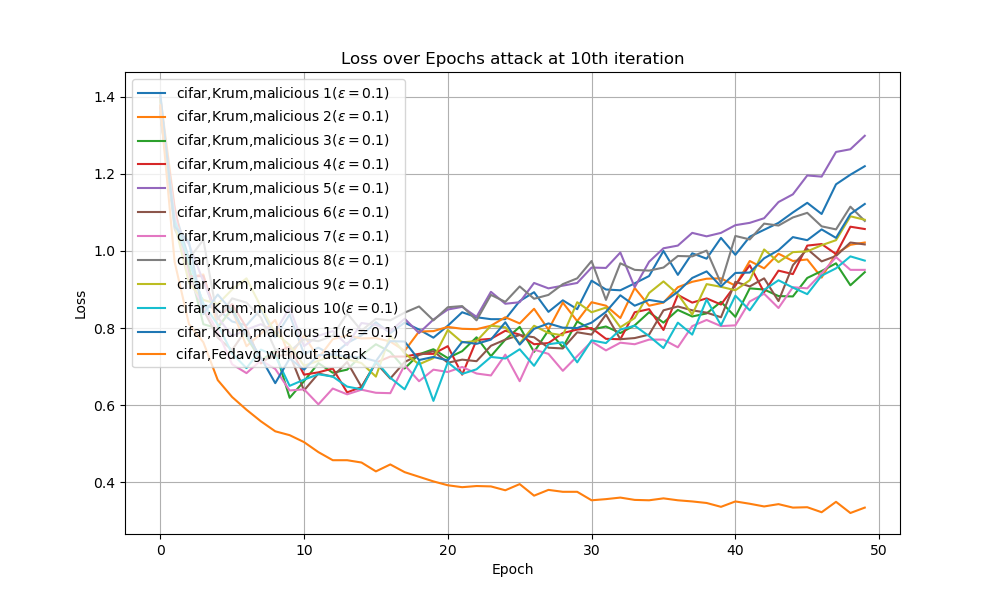 Loss over Epochs attack at 10th iteration
1.4
1.2
1.0
0.8
0.6
0.4
Loss
cifar,Krum,malicious 1(ε = 0.1)
cifar,Krum,malicious 2(ε = 0.1)
cifar,Krum,malicious 3(ε = 0.1)
cifar,Krum,malicious 4(ε = 0.1)
cifar,Krum,malicious 5(ε = 0.1)
cifar,Krum,malicious 6(ε = 0.1)
cifar,Krum,malicious 7(ε = 0.1)
cifar,Krum,malicious 8(ε = 0.1)
cifar,Krum,malicious 9(ε = 0.1)
cifar,Krum,malicious 10(ε = 0.1)
cifar,Krum,malicious 11(ε = 0.1)
cifar,Fedavg,without attack
0 10 20 30 40 50
Epoch